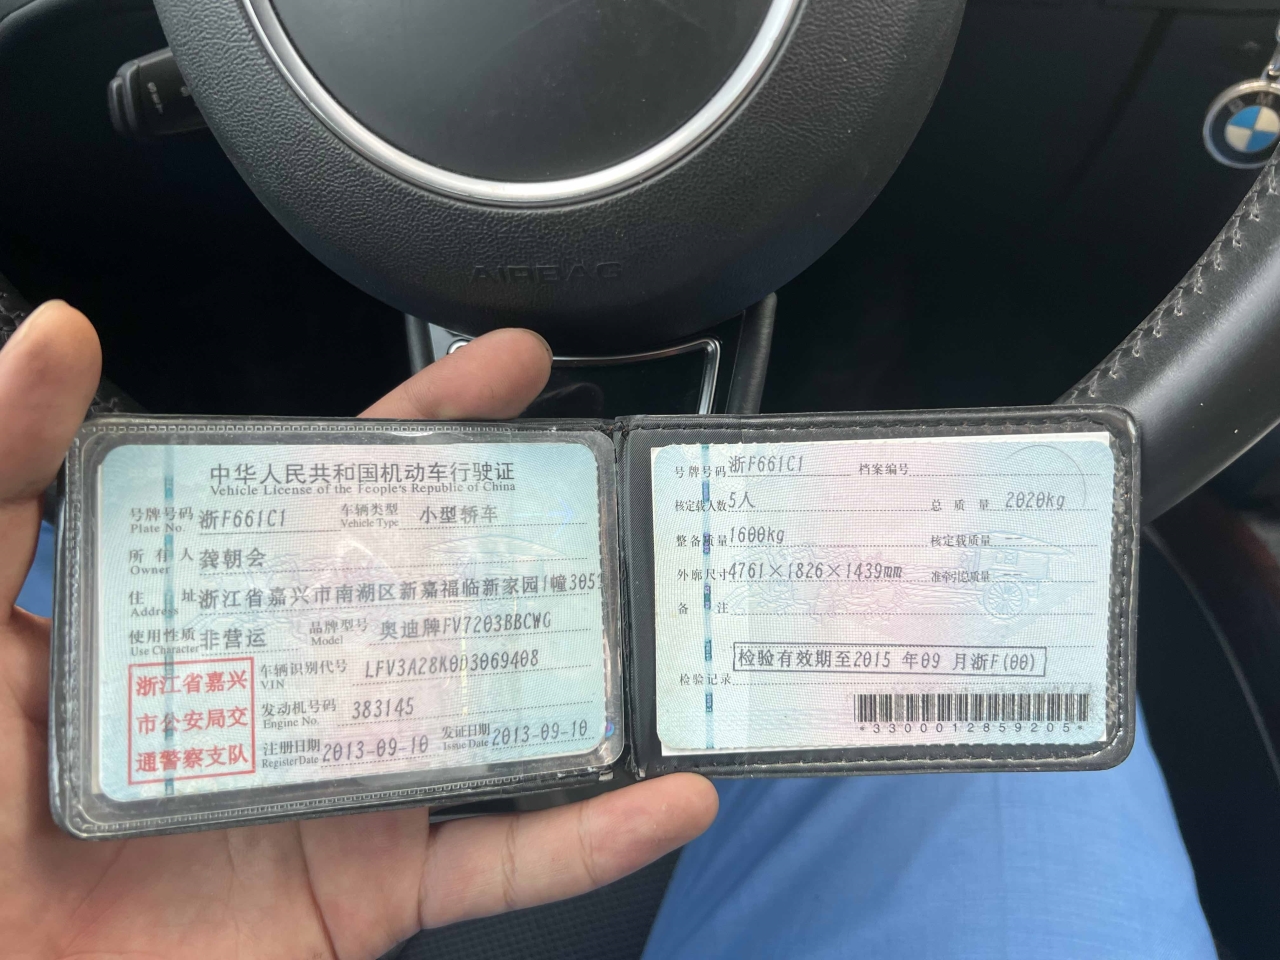 AIRBAG
BMW
中华人民共和国机动车行驶证
Vehicle License of the People's Republic of China
号牌号码 浙F661C1 车辆类型 小型轿车
Plate No. Vehicle Type
所有人 龚朝会
Owner
住址 浙江省嘉兴市南湖区新嘉福临新家园1幢305
Address
使用性质 非营运 品牌型号 奥迪牌FV7203BBCWG
Use Character Model
浙江省嘉兴
市公安局交
通警察支队
车辆识别代号 LFV3A28K0D3069408
VIN
发动机号码 383145
Engine No.
注册日期 2013-09-10 发证日期 2013-09-10
Register Date Issue Date
号牌号码 浙F661C1 档案编号
核定载人数 5人 总质量 2020kg
整备质量 1600kg 核定载质量 --
外廓尺寸 4761×1826×1439mm 准牵引总质量 --
备注
检验有效期至2015 年09 月浙F(00)
检验记录
*3300012859205*